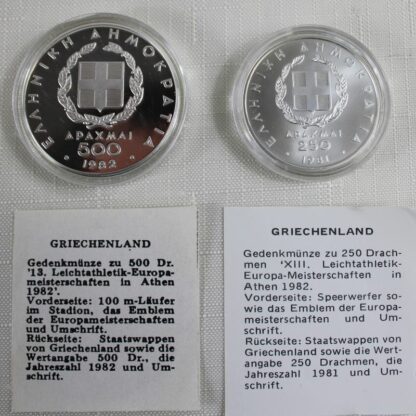 ΕΛΛΗΝΙΚΗ ΔΗΜΟΚΡΑΤΙΑ
ΔΡΑΧΜΑΙ
500
· 1982 ·
ΕΛΛΗΝΙΚΗ ΔΗΜΟΚΡΑΤΙΑ
ΔΡΑΧΜΑΙ
250
· 1981 ·
GRIECHENLAND
Gedenkmünze zu 500 Dr.
'13. Leichtathletik-Europa-
meisterschaften in Athen
1982'.
Vorderseite: 100 m-Läufer
im Stadion, das Emblem
der Europameisterschaften
und Umschrift.
Rückseite: Staatswappen
von Griechenland sowie die
Wertangabe 500 Dr., die
Jahreszahl 1982 und Um-
schrift.
GRIECHENLAND
Gedenkmünze zu 250 Drach-
men 'XIII. Leichtathletik-
Europa-Meisterschaften in
Athen 1982.
Vorderseite: Speerwerfer so-
wie das Emblem der Europa-
meisterschaften und Um-
schrift.
Rückseite: Staatswappen von
Griechenland sowie die Wert-
angabe 250 Drachmen, die
Jahreszahl 1981 und Um-
schrift.